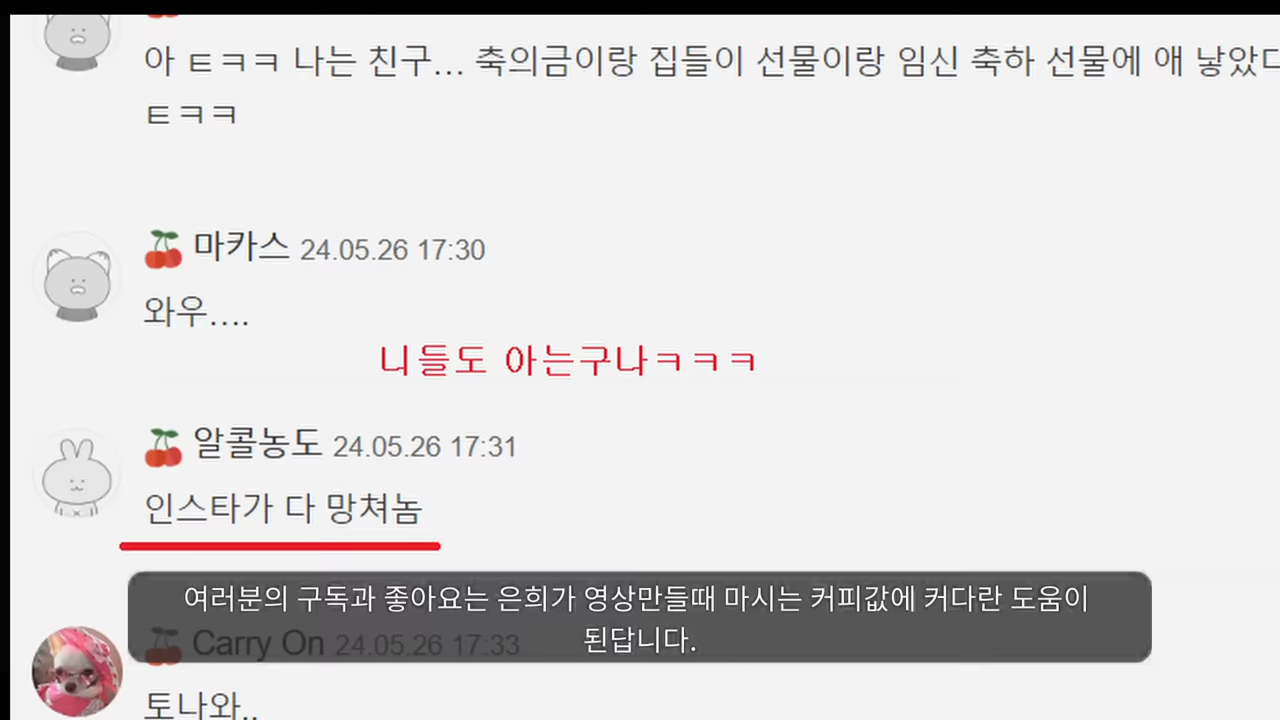 아 ㅌㅋㅋ 나는 친구... 축의금이랑 집들이 선물이랑 임신 축하 선물에 애 낳았다
ㅌㅋㅋ
마카스 24.05.26 17:30
와우....
니들도 아는구나ㅋㅋㅋ
알콜농도 24.05.26 17:31
인스타가 다 망쳐놈
여러분의 구독과 좋아요는 은희가 영상만들때 마시는 커피값에 커다란 도움이
된답니다.
Carry On 24.05.26 17:33
토나와..